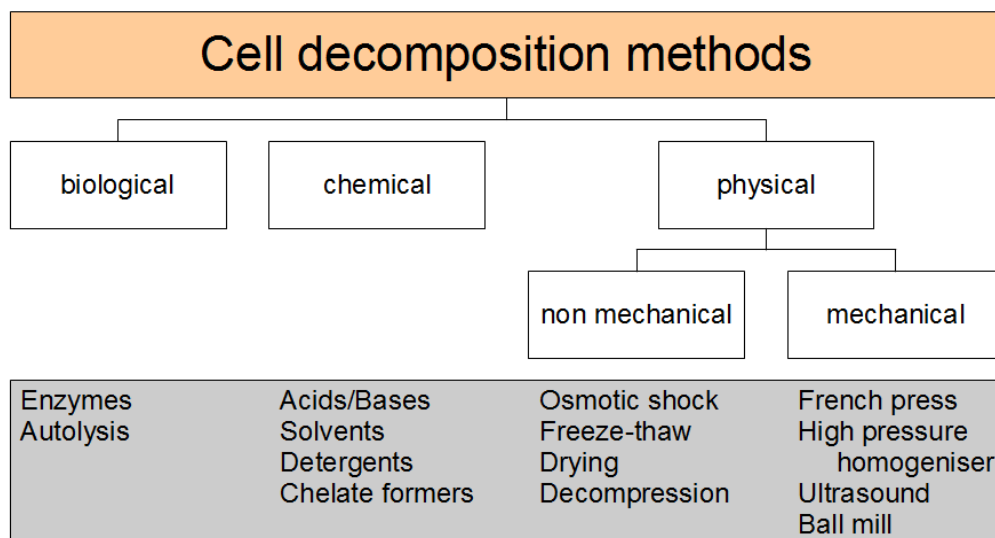 Cell decomposition methods
biological
chemical
physical
non mechanical
mechanical
Enzymes
Autolysis
Acids/Bases
Solvents
Detergents
Chelate formers
Osmotic shock
Freeze-thaw
Drying
Decompression
French press
High pressure
homogeniser
Ultrasound
Ball mill